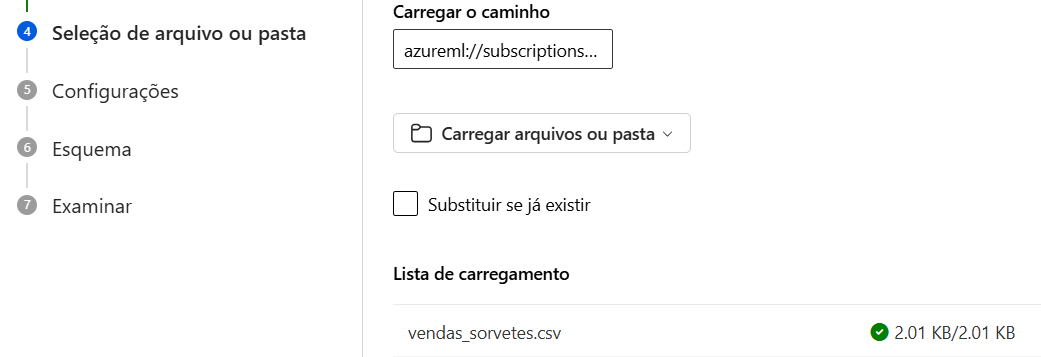 4 Seleção de arquivo ou pasta
5 Configurações
6 Esquema
7 Examinar
Carregar o caminho
azureml://subscriptions...
Carregar arquivos ou pasta
Substituir se já existir
Lista de carregamento
vendas_sorvetes.csv 2.01 KB/2.01 KB